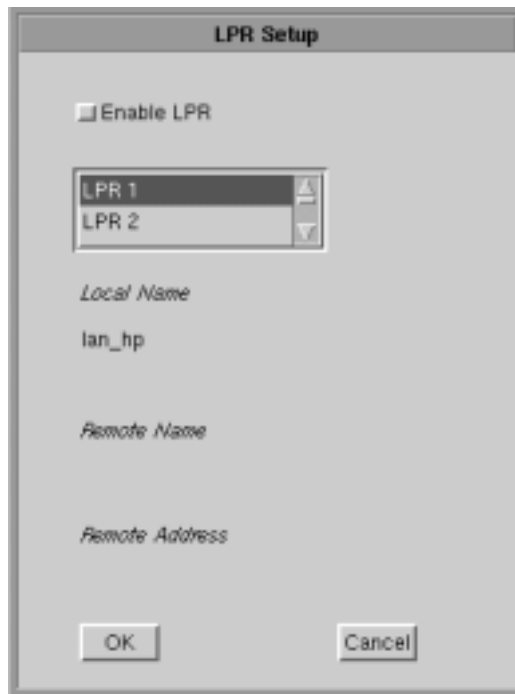 LPR Setup
Enable LPR
LPR 1
LPR 2
Local Name
lan_hp
Remote Name
Remote Address
OK
Cancel